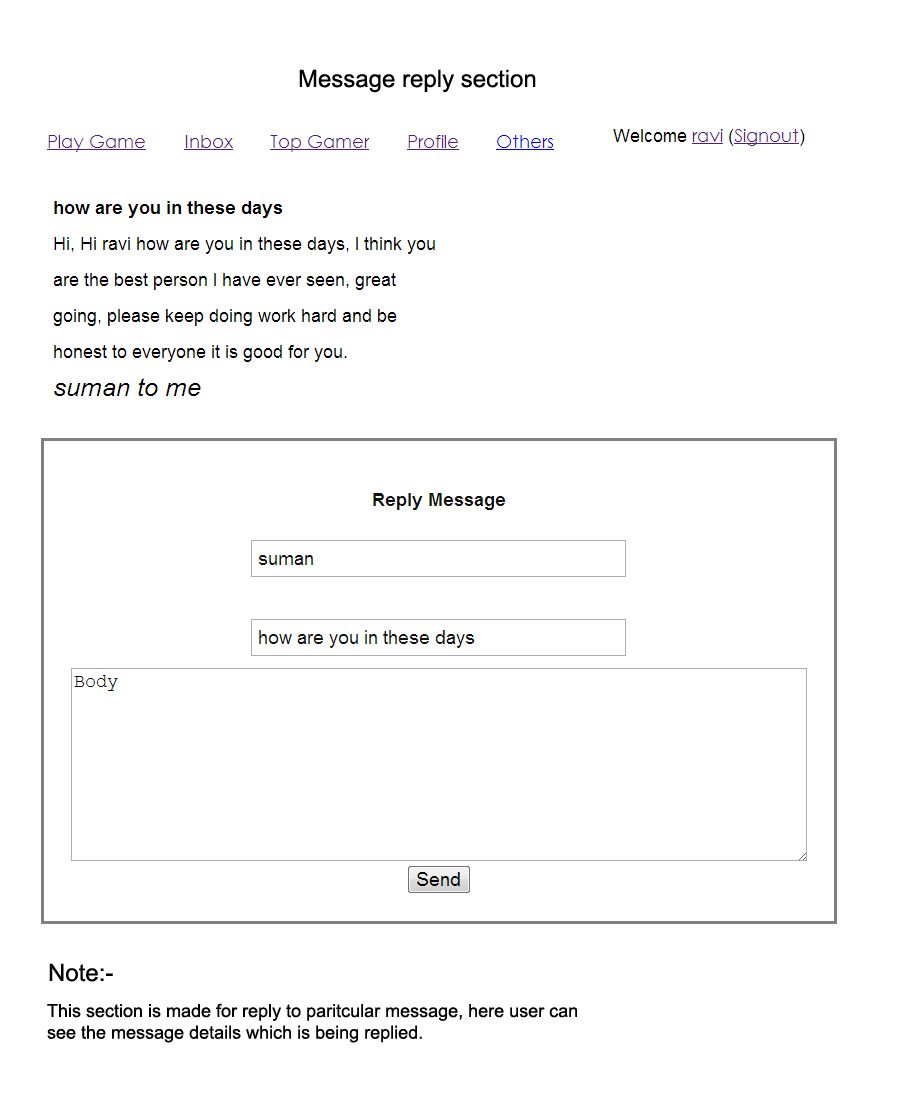 Message reply section
Play Game Inbox Top Gamer Profile Others Welcome ravi (Signout)
how are you in these days
Hi, Hi ravi how are you in these days, I think you
are the best person I have ever seen, great
going, please keep doing work hard and be
honest to everyone it is good for you.
suman to me
Reply Message
suman
how are you in these days
Body
Send
Note:-
This section is made for reply to paritcular message, here user can
see the message details which is being replied.